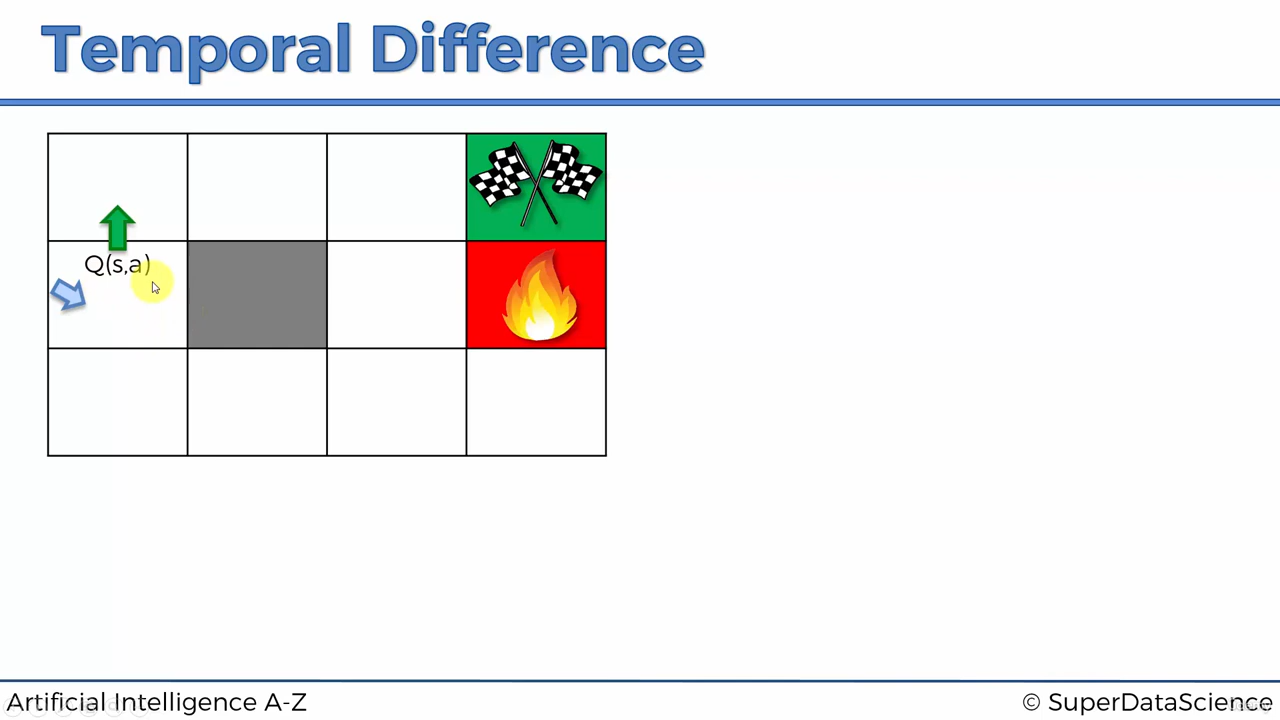 Temporal Difference
Q(s,a)
Artificial Intelligence A-Z
© SuperDataScience